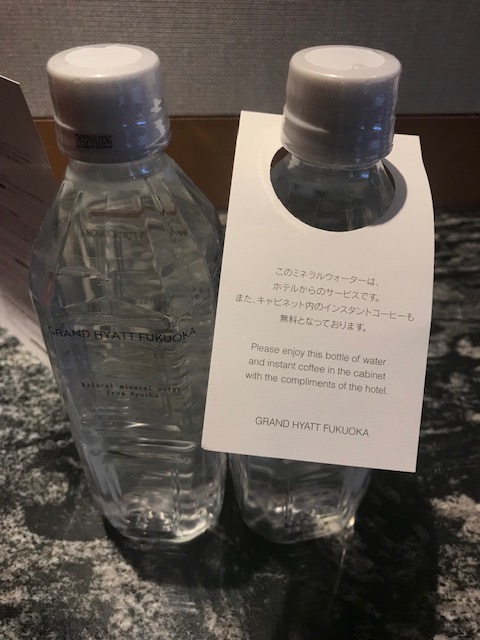 20201026
GRAND HYATT FUKUOKA
Natural mineral water
from Kyushu
このミネラルウォーターは、
ホテルからのサービスです。
また、キャビネット内のインスタントコーヒーも
無料となっております。
Please enjoy this bottle of water
and instant coffee in the cabinet
with the compliments of the hotel.
GRAND HYATT FUKUOKA